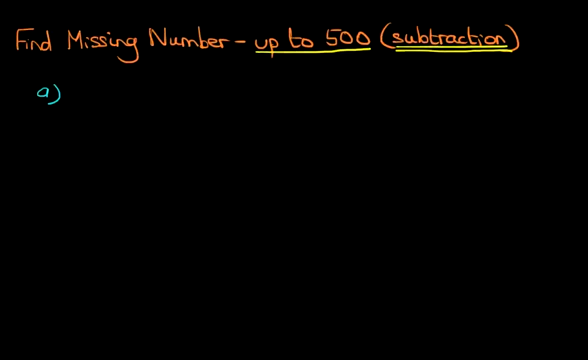 Find Missing Number - up to 500 (subtraction)
a)